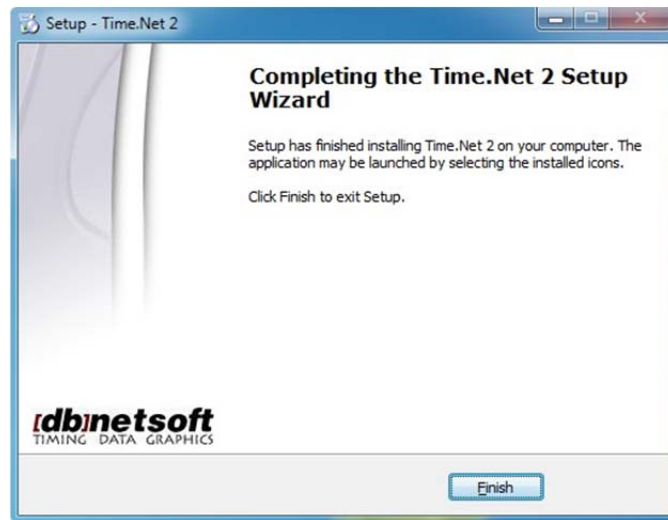 Setup - Time.Net 2
Completing the Time.Net 2 Setup
Wizard
Setup has finished installing Time.Net 2 on your computer. The
application may be launched by selecting the installed icons.
Click Finish to exit Setup.
[db]netsoft
TIMING DATA GRAPHICS
Finish